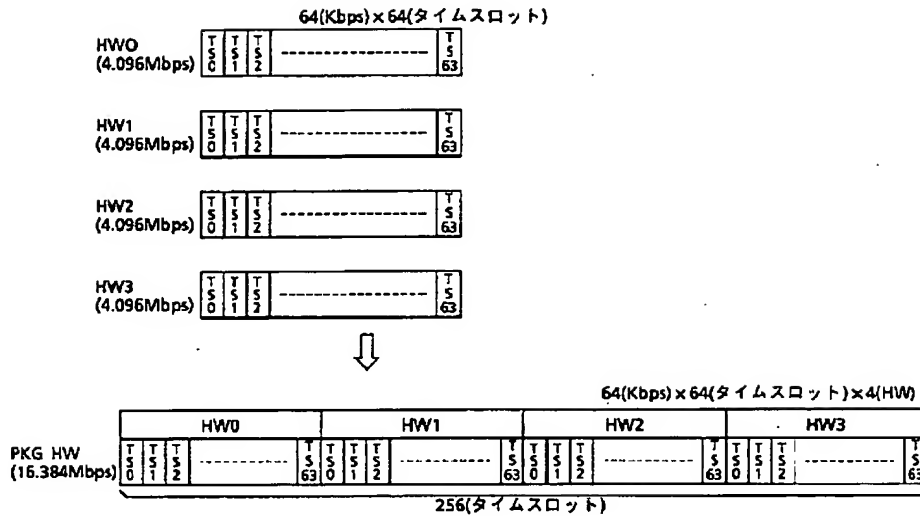 64(Kbps)×64(タイムスロット)
HW0
(4.096Mbps)
TS0 TS1 TS2 TS63
HW1
(4.096Mbps)
TS0 TS1 TS2 TS63
HW2
(4.096Mbps)
TS0 TS1 TS2 TS63
HW3
(4.096Mbps)
TS0 TS1 TS2 TS63
64(Kbps)×64(タイムスロット)×4(HW)
HW0 HW1 HW2 HW3
PKG HW
(16.384Mbps)
TS0 TS1 TS2 TS63 TS0 TS1 TS2 TS63 TS0 TS1 TS2 TS63 TS0 TS1 TS2 TS63
256(タイムスロット)